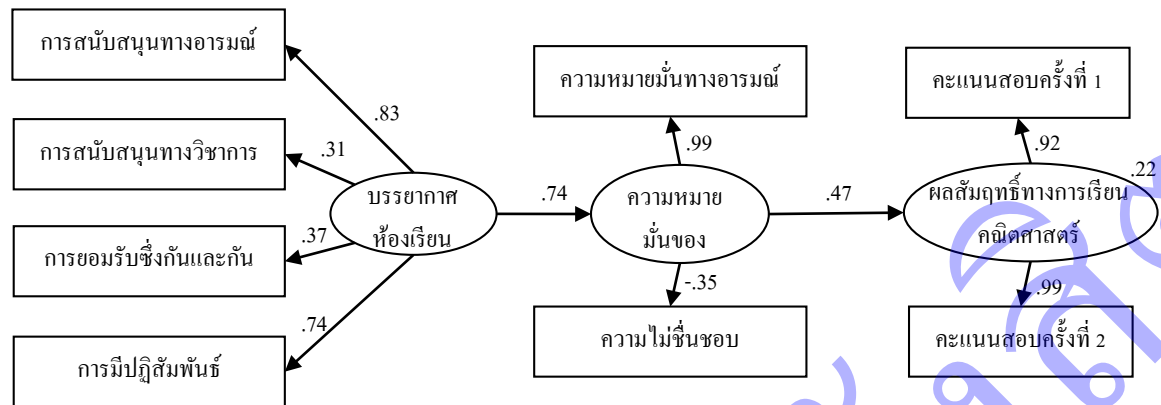 การสนับสนุนทางอารมณ์
ความหมายมั่นทางอารมณ์
คะแนนสอบครั้งที่ 1
.83
.99
.92
การสนับสนุนทางวิชาการ
.31
.22
บรรยากาศ
ห้องเรียน
.74
ความหมาย
มั่นของ
.47
ผลสัมฤทธิ์ทางการเรียน
คณิตศาสตร์
การยอมรับซึ่งกันและกัน
.37
-.35
.99
.74
ความไม่ชื่นชอบ
คะแนนสอบครั้งที่ 2
การมีปฏิสัมพันธ์